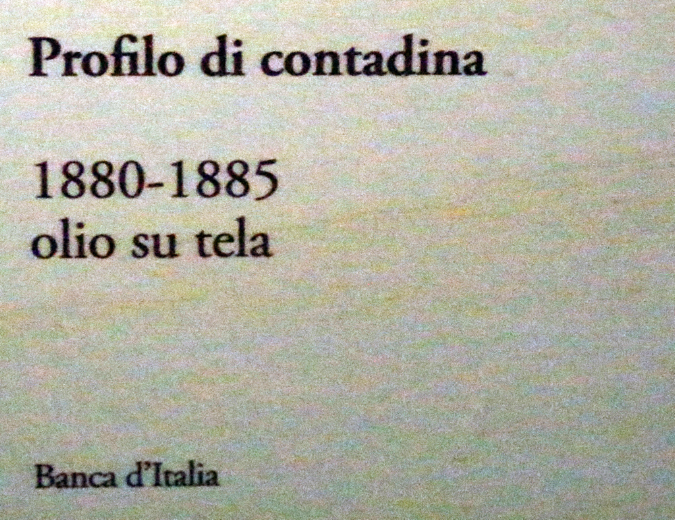 Profilo di contadina
1880-1885
olio su tela
Banca d’Italia